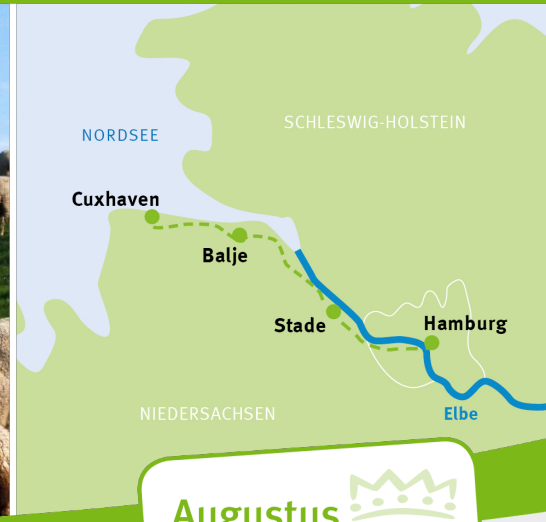 SCHLESWIG-HOLSTEIN
NORDSEE
Cuxhaven
Balje
Stade
Hamburg
NIEDERSACHSEN
Elbe
Augustus